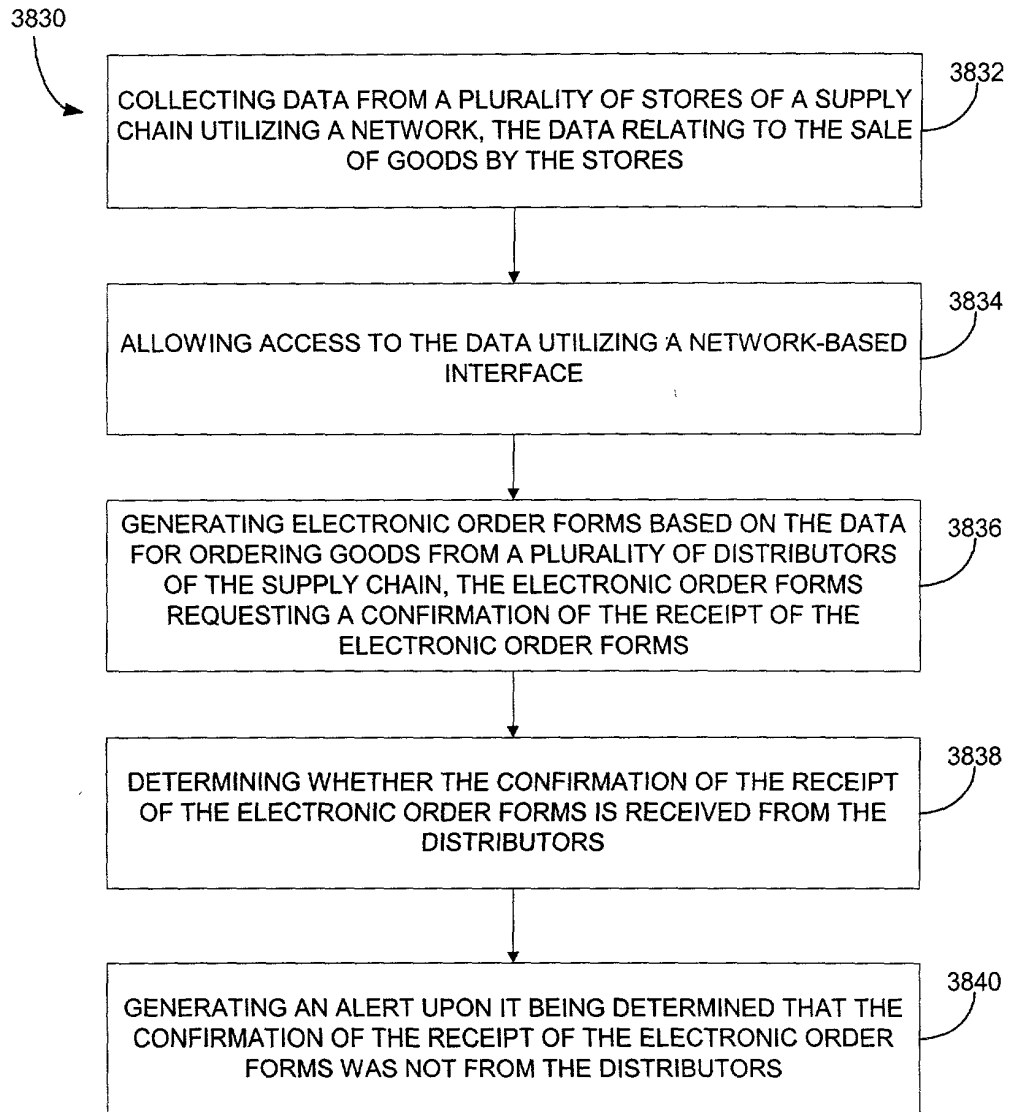 3830
3832
COLLECTING DATA FROM A PLURALITY OF STORES OF A SUPPLY
CHAIN UTILIZING A NETWORK, THE DATA RELATING TO THE SALE
OF GOODS BY THE STORES
3834
ALLOWING ACCESS TO THE DATA UTILIZING A NETWORK-BASED
INTERFACE
3836
GENERATING ELECTRONIC ORDER FORMS BASED ON THE DATA
FOR ORDERING GOODS FROM A PLURALITY OF DISTRIBUTORS
OF THE SUPPLY CHAIN, THE ELECTRONIC ORDER FORMS
REQUESTING A CONFIRMATION OF THE RECEIPT OF THE
ELECTRONIC ORDER FORMS
3838
DETERMINING WHETHER THE CONFIRMATION OF THE RECEIPT
OF THE ELECTRONIC ORDER FORMS IS RECEIVED FROM THE
DISTRIBUTORS
3840
GENERATING AN ALERT UPON IT BEING DETERMINED THAT THE
CONFIRMATION OF THE RECEIPT OF THE ELECTRONIC ORDER
FORMS WAS NOT FROM THE DISTRIBUTORS